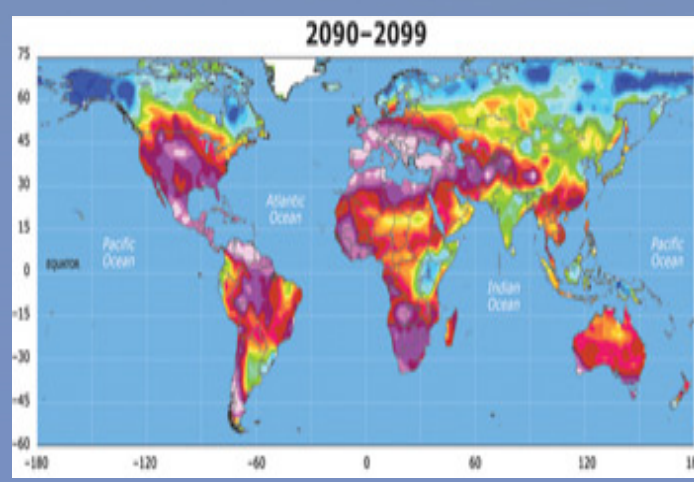 2090–2099
75
60
45
30
15
0
-15
-30
-45
-60
EQUATOR
Pacific
Ocean
Atlantic
Ocean
Indian
Ocean
Pacific
Ocean
-180 -120 -60 0 60 120